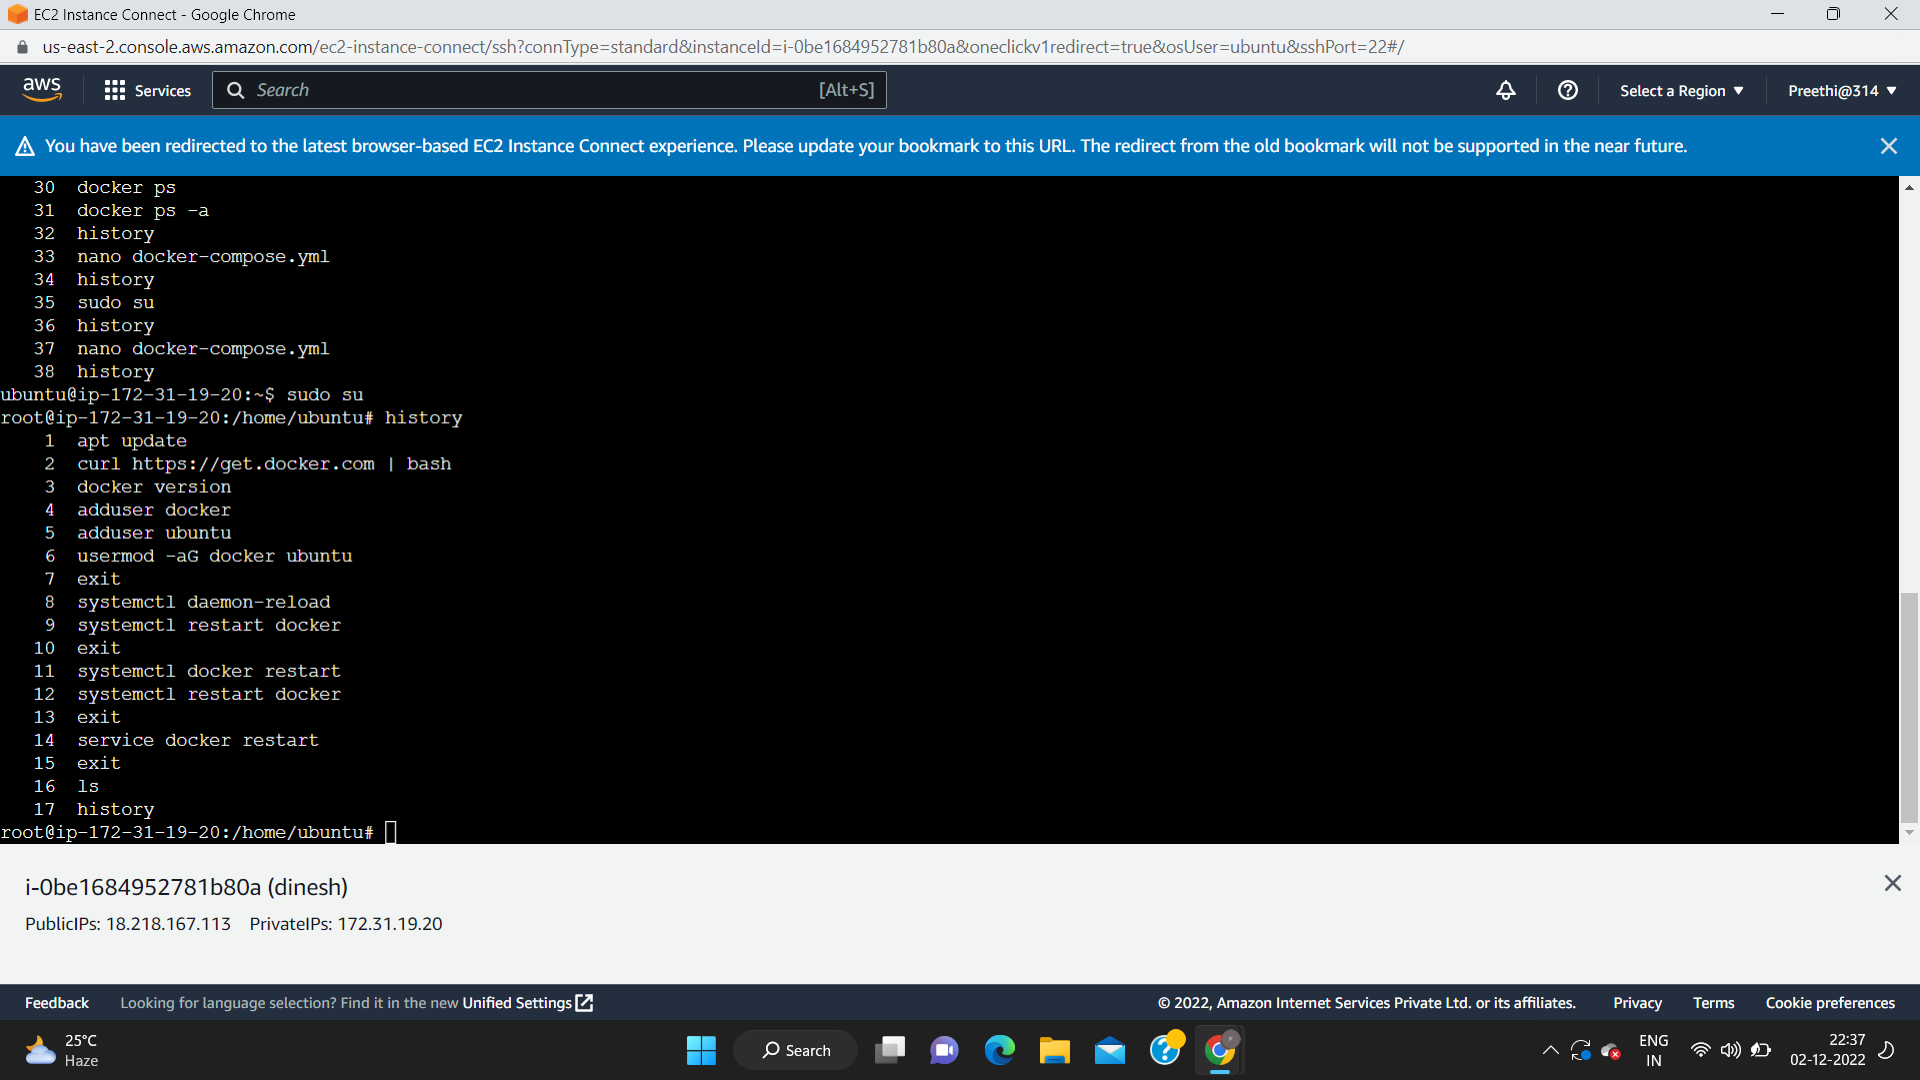 EC2 Instance Connect - Google Chrome
us-east-2.console.aws.amazon.com/ec2-instance-connect/ssh?connType=standard&instanceId=i-0be1684952781b80a&oneclickv1redirect=true&osUser=ubuntu&sshPort=22#/
aws Services Search [Alt+S] Select a Region ▼ Preethi@314 ▼
You have been redirected to the latest browser-based EC2 Instance Connect experience. Please update your bookmark to this URL. The redirect from the old bookmark will not be supported in the near future.
30 docker ps
31 docker ps -a
32 history
33 nano docker-compose.yml
34 history
35 sudo su
36 history
37 nano docker-compose.yml
38 history
ubuntu@ip-172-31-19-20:~$ sudo su
root@ip-172-31-19-20:/home/ubuntu# history
1 apt update
2 curl https://get.docker.com | bash
3 docker version
4 adduser docker
5 adduser ubuntu
6 usermod -aG docker ubuntu
7 exit
8 systemctl daemon-reload
9 systemctl restart docker
10 exit
11 systemctl docker restart
12 systemctl restart docker
13 exit
14 service docker restart
15 exit
16 ls
17 history
root@ip-172-31-19-20:/home/ubuntu#
i-0be1684952781b80a (dinesh)
PublicIPs: 18.218.167.113 PrivateIPs: 172.31.19.20
Feedback Looking for language selection? Find it in the new Unified Settings © 2022, Amazon Internet Services Private Ltd. or its affiliates. Privacy Terms Cookie preferences
25°C
Haze
Search
ENG
IN
22:37
02-12-2022